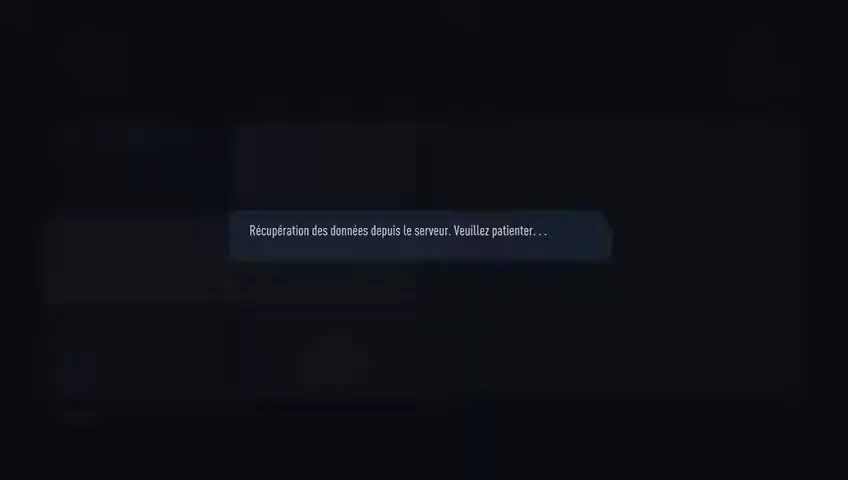 Récupération des données depuis le serveur. Veuillez patienter. . .